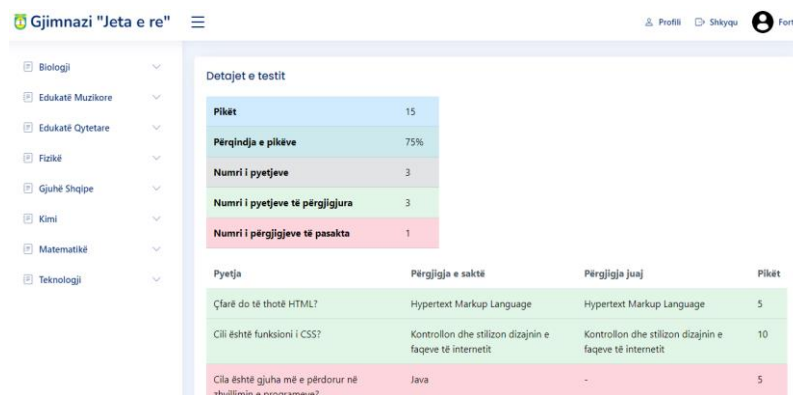 Gjimnazi "Jeta e re"
Profili
Shkyqu
Biologji
Edukatë Muzikore
Edukatë Qytetare
Fizikë
Gjuhë Shqipe
Kimi
Matematikë
Teknologji
Detajet e testit
Pikët 15
Përqindja e pikëve 75%
Numri i pyetjeve 3
Numri i pyetjeve të përgjigjura 3
Numri i përgjigjeve të pasakta 1
Pyetja Përgjigja e saktë Përgjigja juaj Pikët
Çfarë do të thotë HTML? Hypertext Markup Language Hypertext Markup Language 5
Cili është funksioni i CSS? Kontrollon dhe stilizon dizajnin e Kontrollon dhe stilizon dizajnin e 10
faqeve të internetit faqeve të internetit
Cila është gjuha më e përdorur në Java - 5
zhvillimin e programeve?